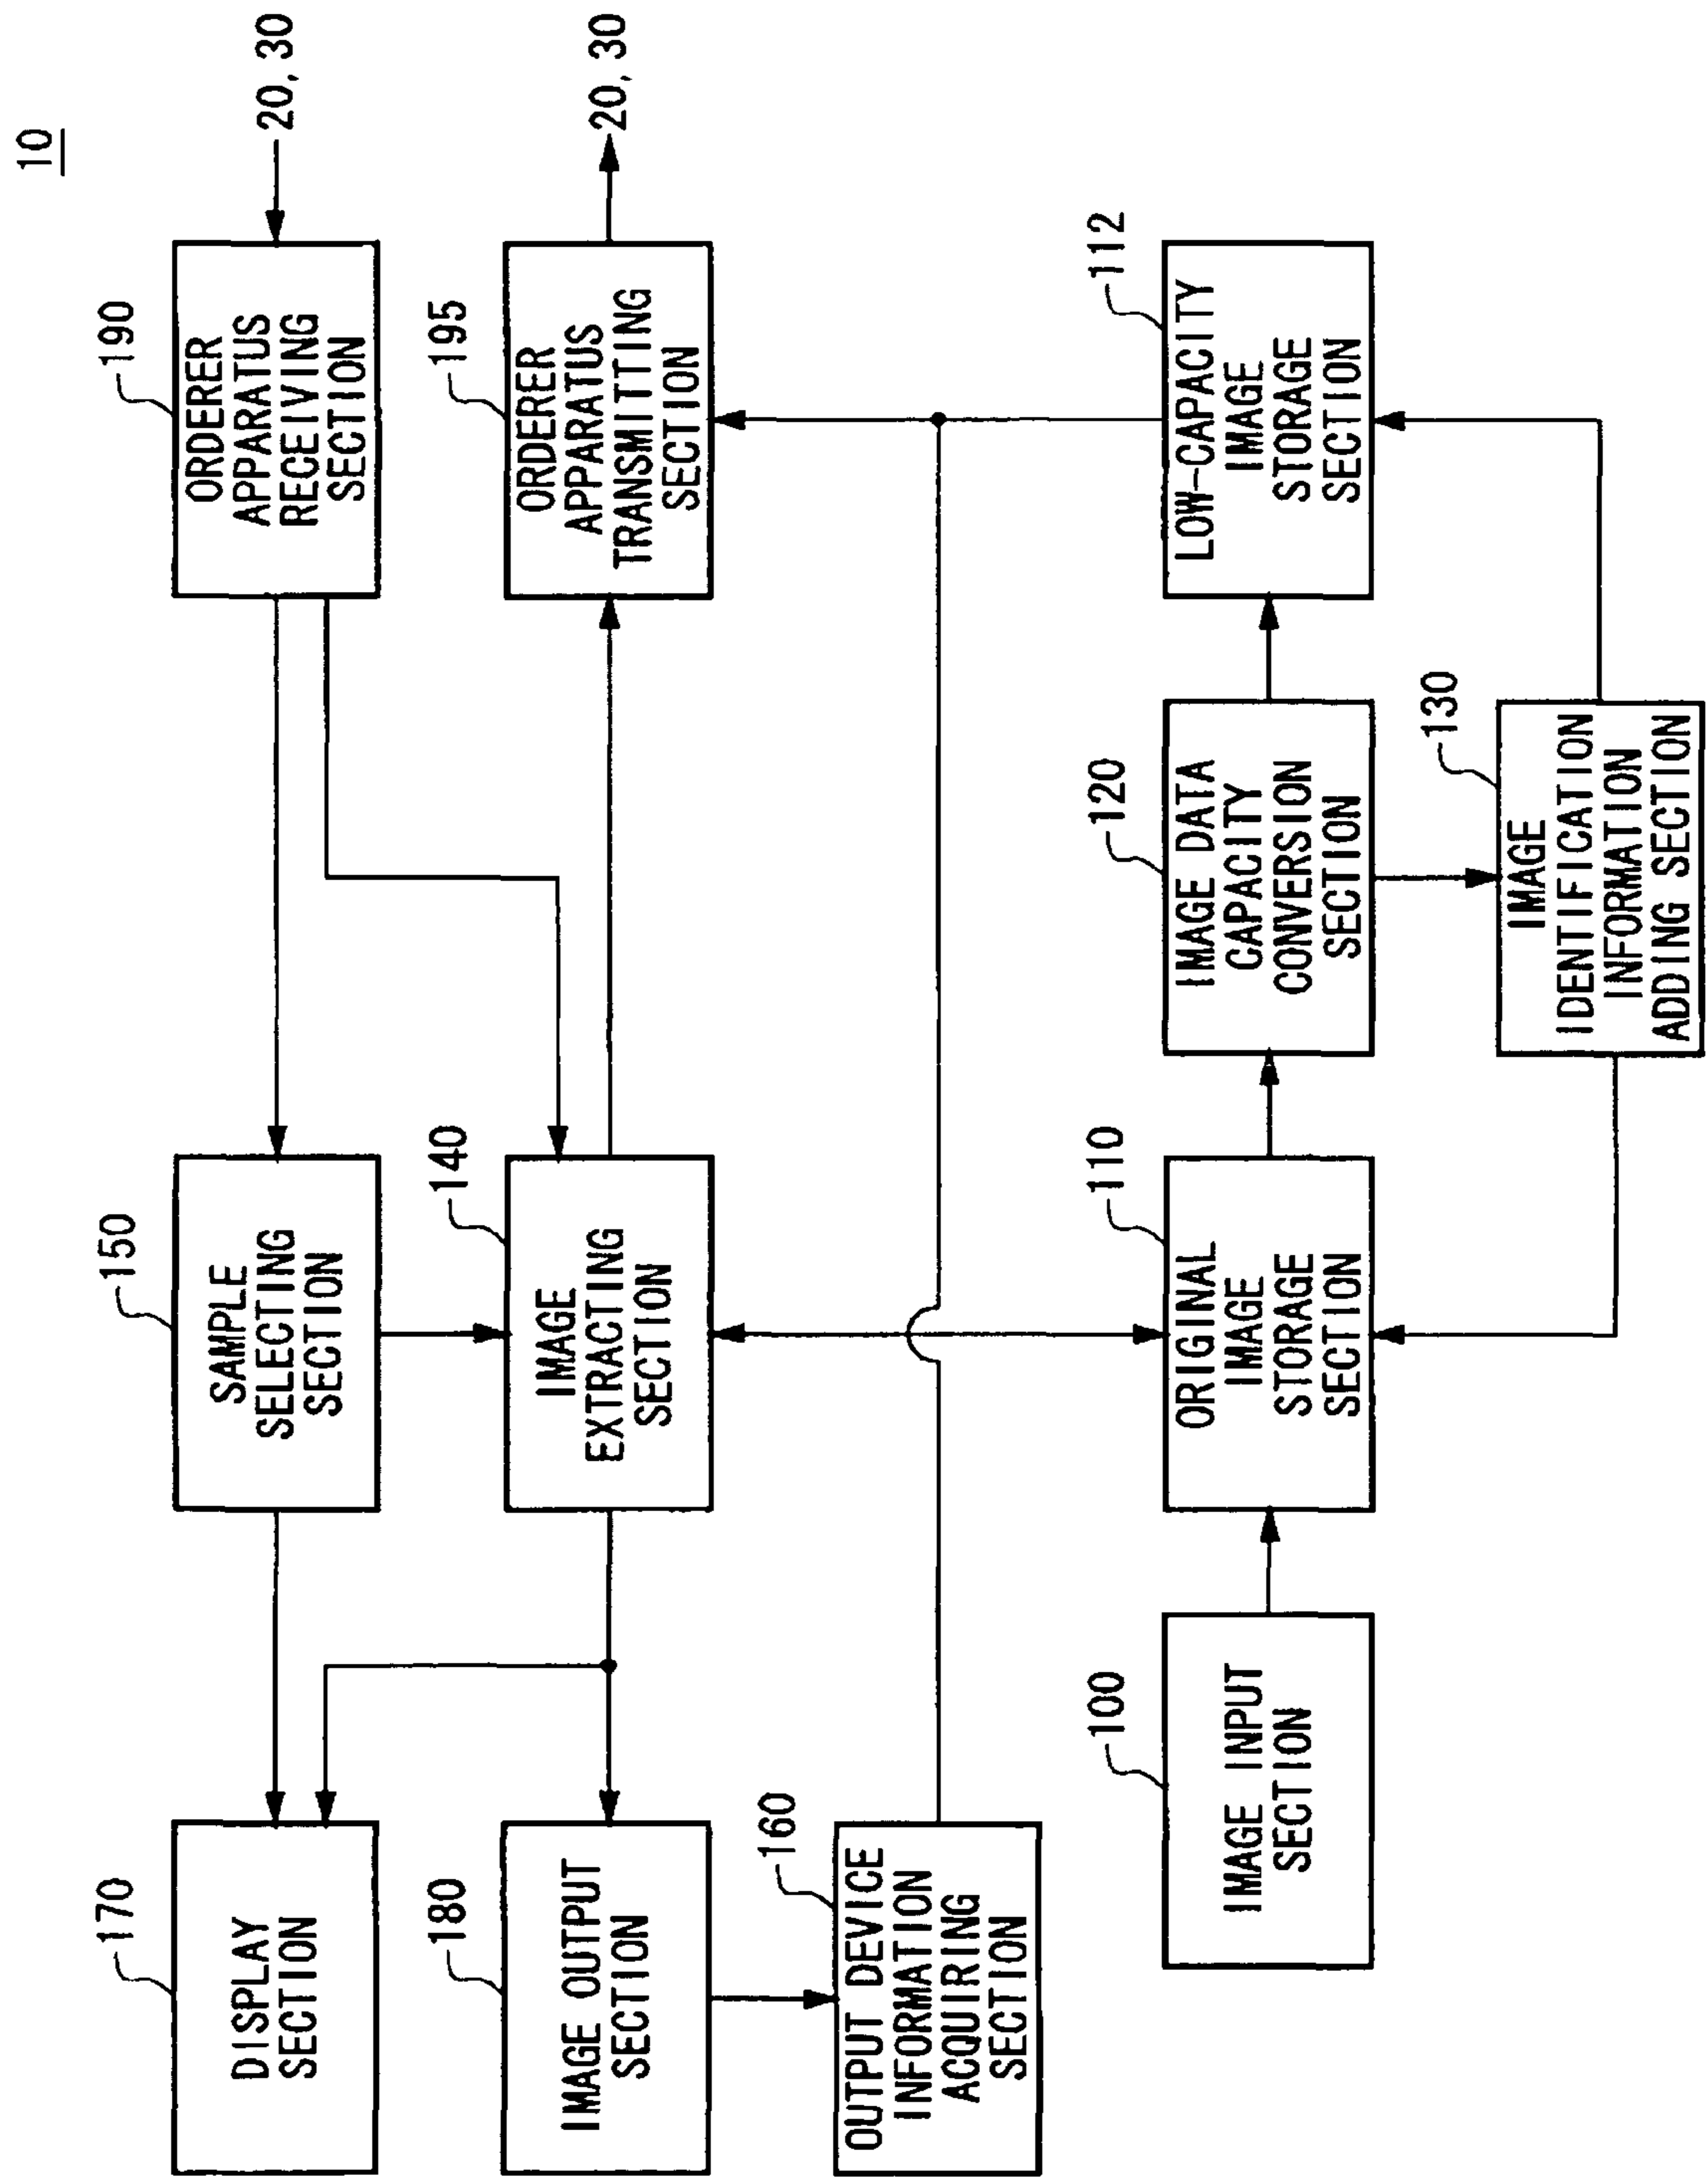 10
170
DISPLAY
SECTION
150
SAMPLE
SELECTING
SECTION
190
ORDERER
APPARATUS
RECEIVING
SECTION
20, 30
180
IMAGE OUTPUT
SECTION
140
IMAGE
EXTRACTING
SECTION
195
ORDERER
APPARATUS
TRANSMITTING
SECTION
20, 30
160
OUTPUT DEVICE
INFORMATION
ACQUIRING
SECTION
100
IMAGE INPUT
SECTION
110
ORIGINAL
IMAGE
STORAGE
SECTION
120
IMAGE DATA
CAPACITY
CONVERSION
SECTION
112
LOW-CAPACITY
IMAGE
STORAGE
SECTION
130
IMAGE
IDENTIFICATION
INFORMATION
ADDING SECTION